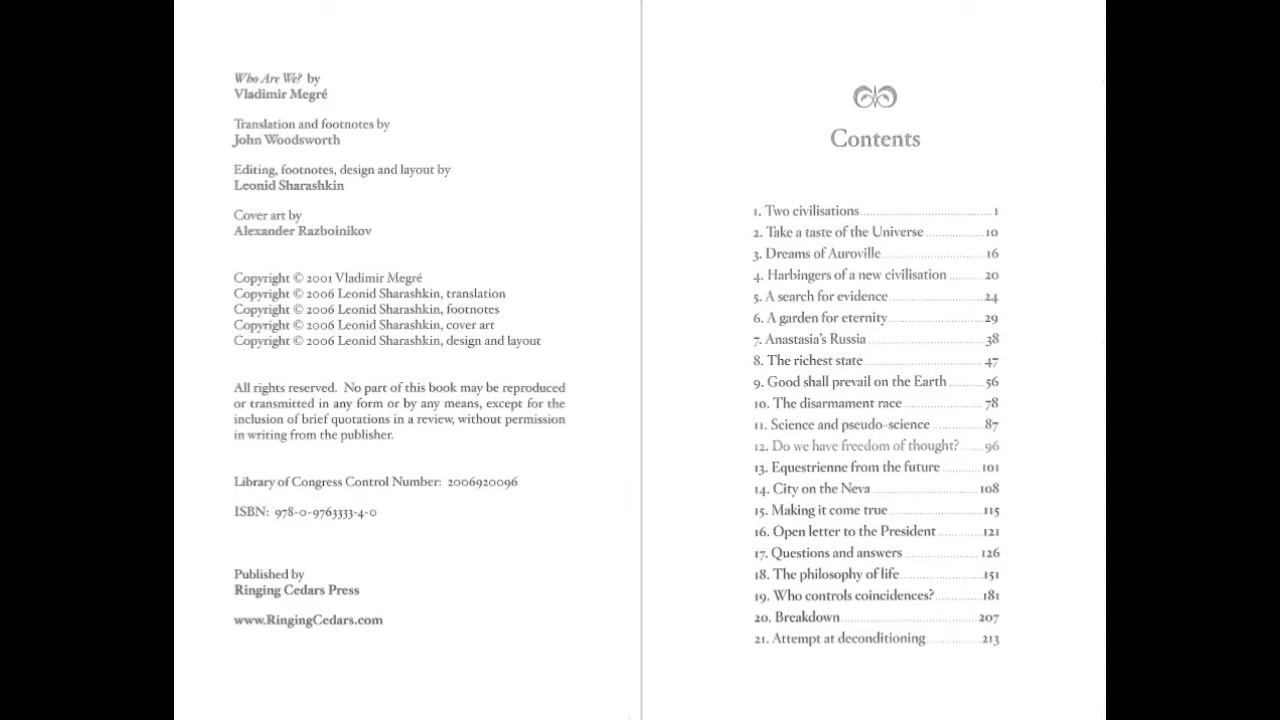 Who Are We? by
Vladimir Megré
Translation and footnotes by
John Woodsworth
Editing, footnotes, design and layout by
Leonid Sharashkin
Cover art by
Alexander Razboinikov
Copyright © 2001 Vladimir Megré
Copyright © 2006 Leonid Sharashkin, translation
Copyright © 2006 Leonid Sharashkin, footnotes
Copyright © 2006 Leonid Sharashkin, cover art
Copyright © 2006 Leonid Sharashkin, design and layout
All rights reserved. No part of this book may be reproduced
or transmitted in any form or by any means, except for the
inclusion of brief quotations in a review, without permission
in writing from the publisher.
Library of Congress Control Number: 2006920096
ISBN: 978-0-9763333-4-0
Published by
Ringing Cedars Press
www.RingingCedars.com
Contents
1. Two civilisations 1
2. Take a taste of the Universe 10
3. Dreams of Auroville 16
4. Harbingers of a new civilisation 20
5. A search for evidence 24
6. A garden for eternity 29
7. Anastasia's Russia 38
8. The richest state 47
9. Good shall prevail on the Earth 56
10. The disarmament race 78
11. Science and pseudo-science 87
12. Do we have freedom of thought? 96
13. Equestrienne from the future 101
14. City on the Neva 108
15. Making it come true 115
16. Open letter to the President 121
17. Questions and answers 126
18. The philosophy of life 151
19. Who controls coincidences? 181
20. Breakdown 207
21. Attempt at deconditioning 213